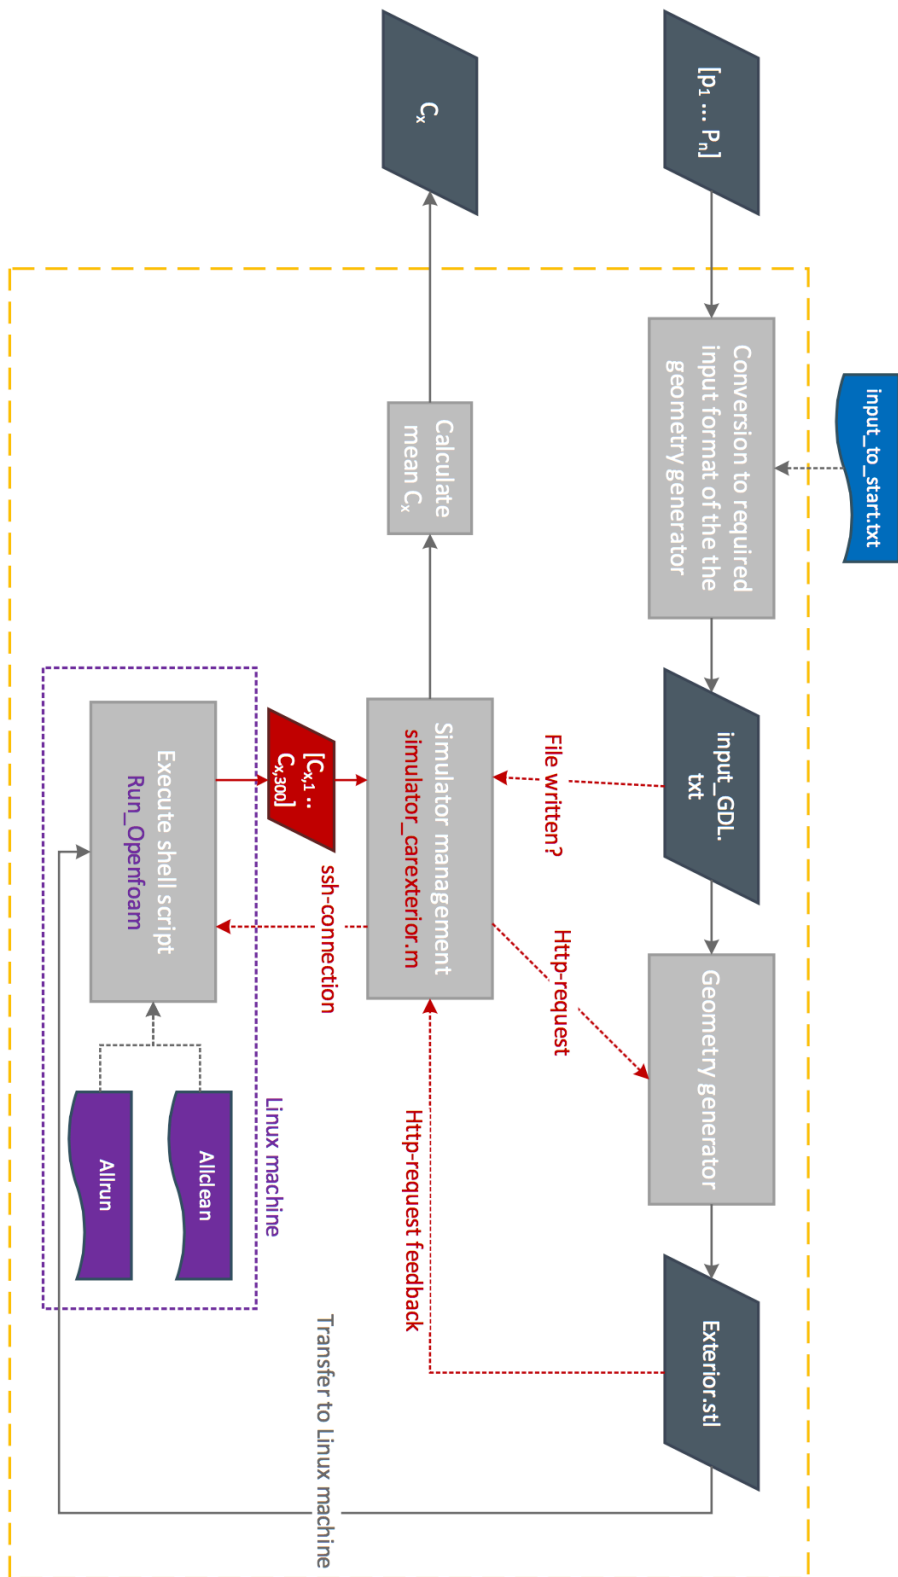 input_to_start.txt
[p₁ ... Pₙ]
Conversion to required
input format of the the
geometry generator
input_GDL.
txt
Geometry generator
Exterior.stl
File written?
Http-request
Cₓ
Calculate
mean Cₓ
Simulator management
simulator_carexterior.m
Http-request feedback
ssh-connection
[Cₓ,₁ ..
Cₓ,₃₀₀]
Transfer to Linux machine
Linux machine
Execute shell script
Run_Openfoam
Allclean
Allrun